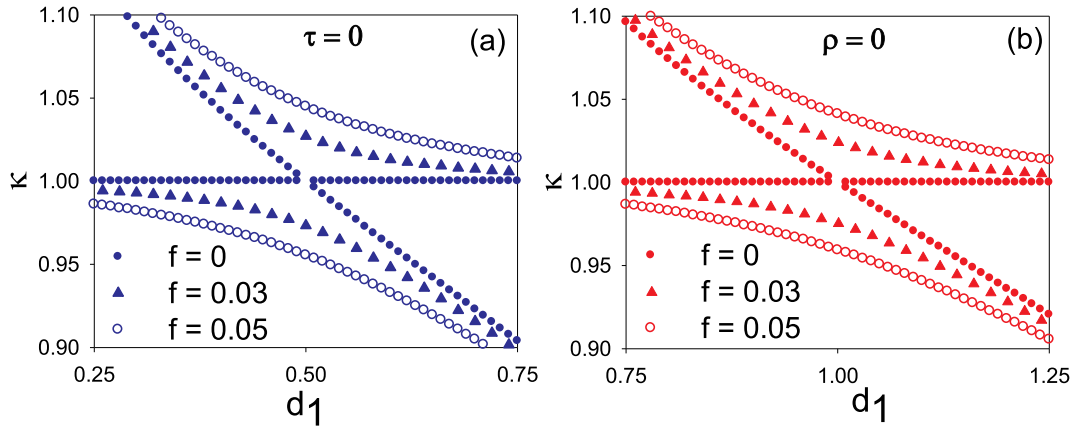 τ = 0
(a)
1.10
1.05
1.00
0.95
0.90
κ
f = 0
f = 0.03
f = 0.05
0.25
0.50
0.75
d1
ρ = 0
(b)
1.10
1.05
1.00
0.95
0.90
κ
f = 0
f = 0.03
f = 0.05
0.75
1.00
1.25
d1